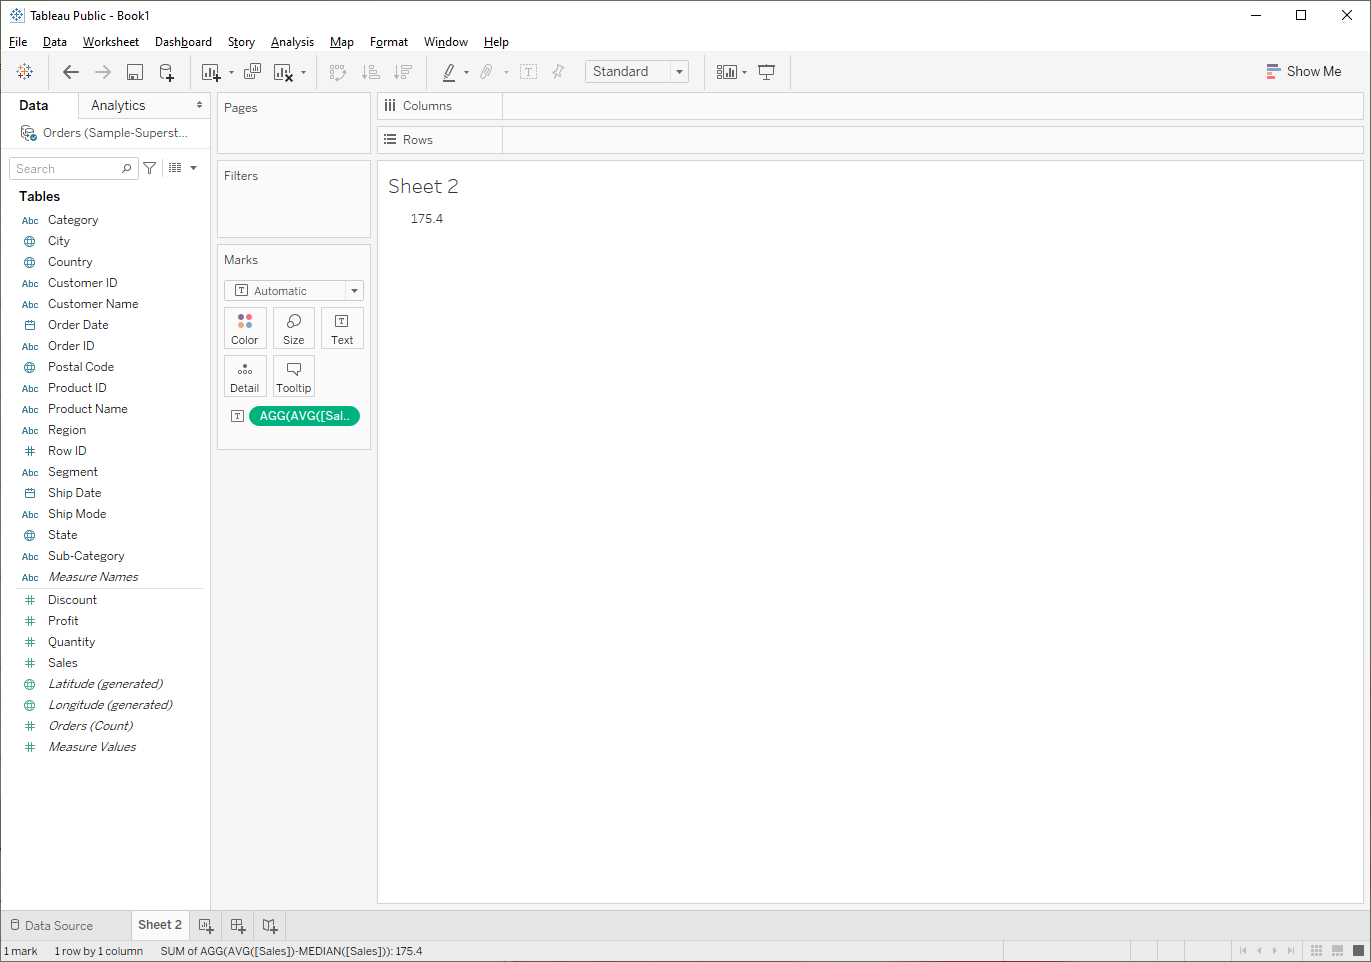 Tableau Public - Book1
File Data Worksheet Dashboard Story Analysis Map Format Window Help
Standard
Show Me
Data Analytics
Orders (Sample-Superst...
Search
Tables
Abc Category
City
Country
Abc Customer ID
Abc Customer Name
Order Date
Abc Order ID
Postal Code
Abc Product ID
Abc Product Name
Abc Region
Row ID
Abc Segment
Ship Date
Abc Ship Mode
State
Abc Sub-Category
Abc Measure Names
Discount
Profit
Quantity
Sales
Latitude (generated)
Longitude (generated)
Orders (Count)
Measure Values
Pages
Filters
Marks
T Automatic
Color Size T Text
Detail Tooltip
T AGG(AVG([Sal..
Columns
Rows
Sheet 2
175.4
Data Source Sheet 2
1 mark 1 row by 1 column SUM of AGG(AVG([Sales])-MEDIAN([Sales])): 175.4